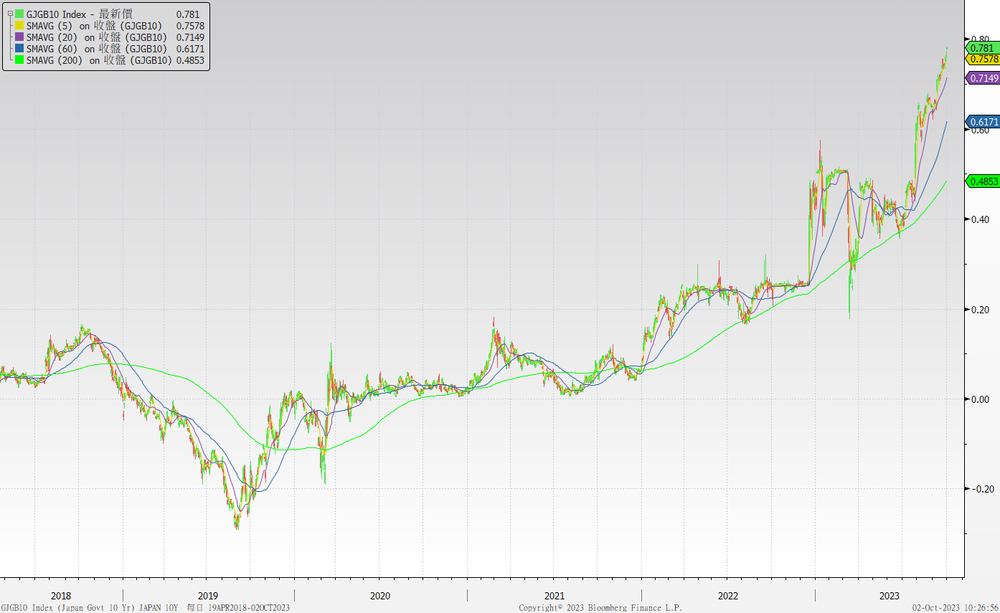 GJGB10 Index - 最新價 0.781
SMAVG (5) on 收盤 (GJGB10) 0.7578
SMAVG (20) on 收盤 (GJGB10) 0.7149
SMAVG (60) on 收盤 (GJGB10) 0.6171
SMAVG (200) on 收盤 (GJGB10) 0.4853
0.80
0.781
0.7578
0.7149
0.6171
0.60
0.4853
0.40
0.20
0.00
-0.20
2018 2019 2020 2021 2022 2023
GJGB10 Index (Japan Govt 10 Yr) JAPAN 10Y 每日 19APR2018-02OCT2023 Copyright© 2023 Bloomberg Finance L.P. 02-Oct-2023 10:26:56